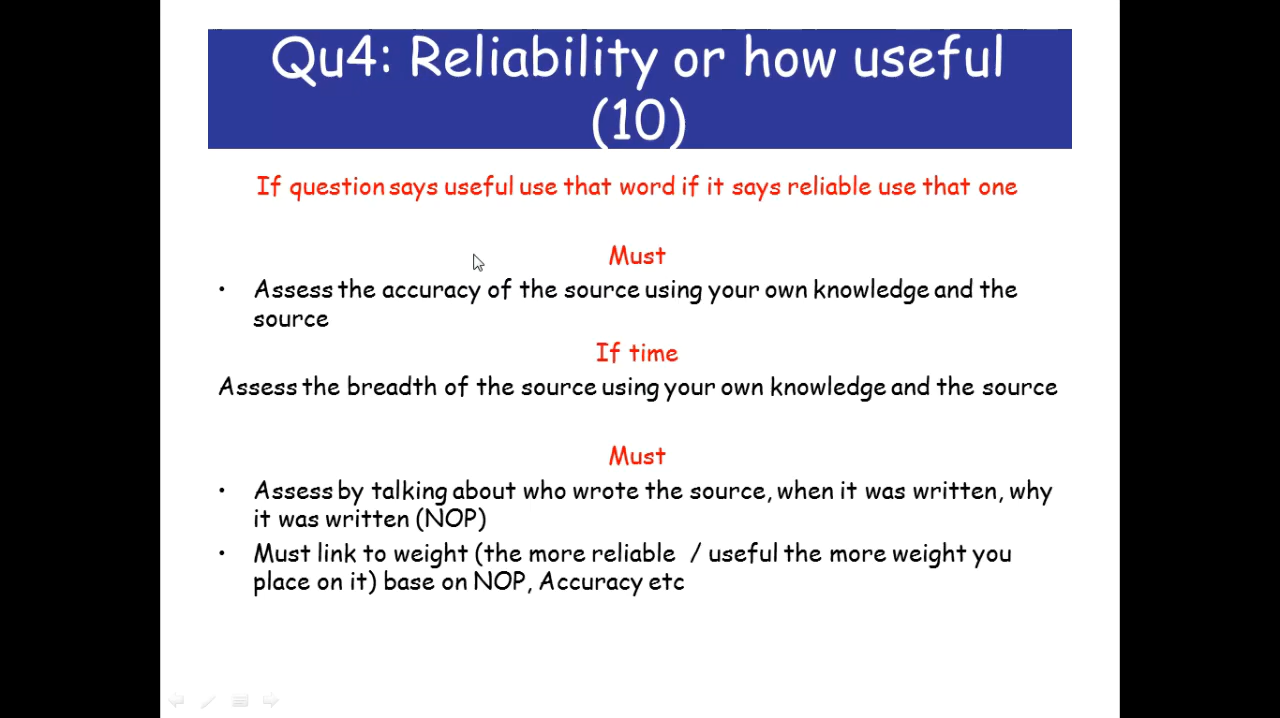 Qu4: Reliability or how useful
(10)
If question says useful use that word if it says reliable use that one
Must
• Assess the accuracy of the source using your own knowledge and the
source
If time
Assess the breadth of the source using your own knowledge and the source
Must
• Assess by talking about who wrote the source, when it was written, why
it was written (NOP)
• Must link to weight (the more reliable / useful the more weight you
place on it) base on NOP, Accuracy etc